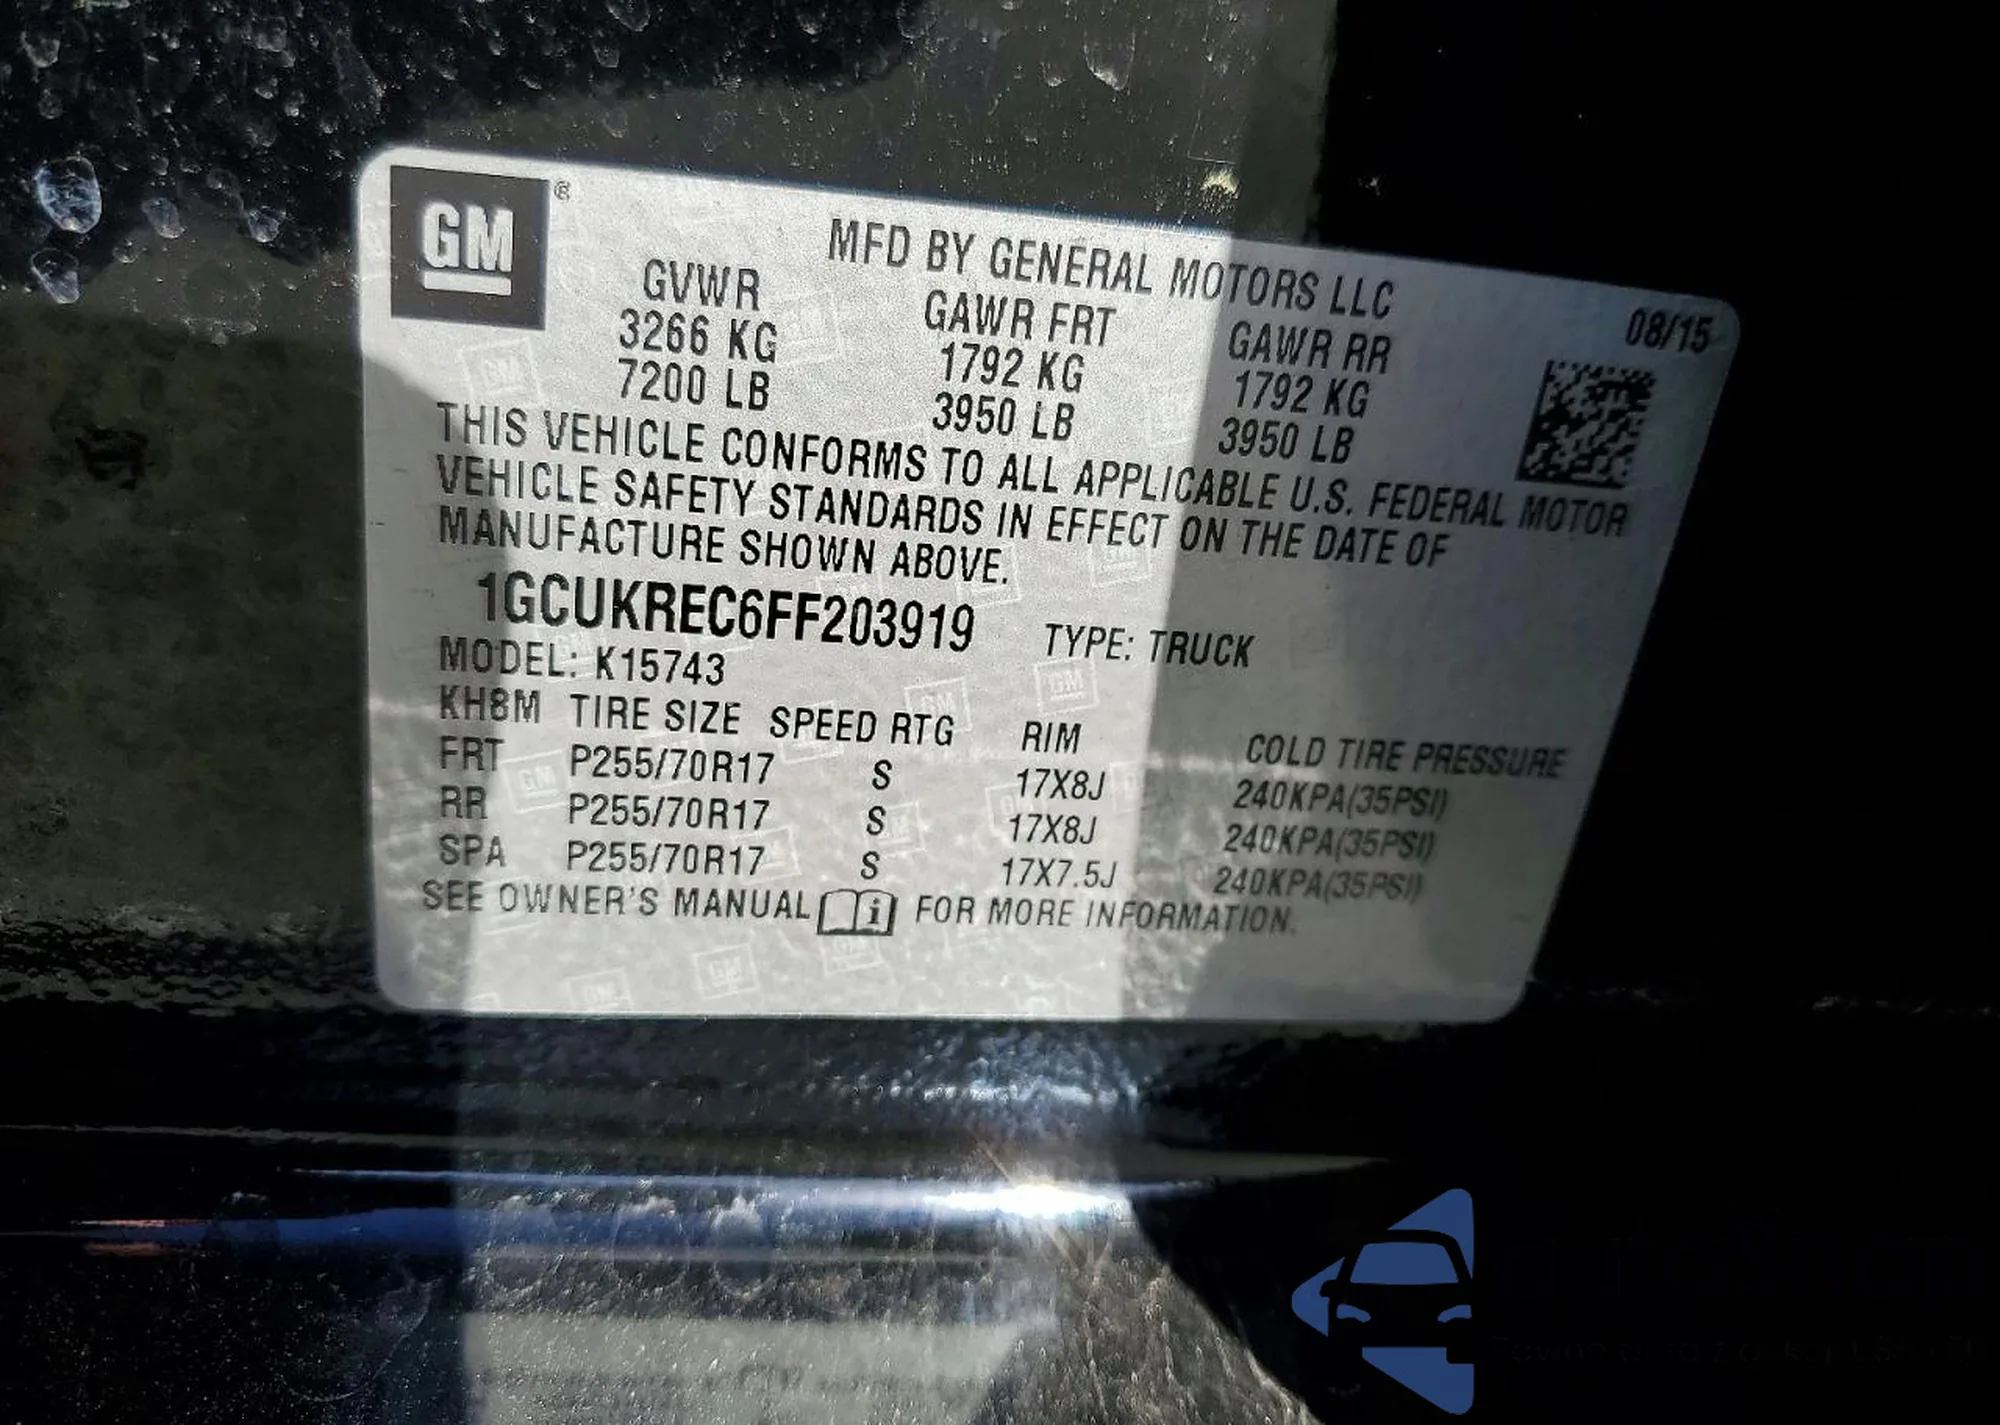 GM®
MFD BY GENERAL MOTORS LLC
08/15
GVWR GAWR FRT GAWR RR
3266 KG 1792 KG 1792 KG
7200 LB 3950 LB 3950 LB
THIS VEHICLE CONFORMS TO ALL APPLICABLE U.S. FEDERAL MOTOR
VEHICLE SAFETY STANDARDS IN EFFECT ON THE DATE OF
MANUFACTURE SHOWN ABOVE.
1GCUKREC6FF203919 TYPE: TRUCK
MODEL: K15743
KH8M TIRE SIZE SPEED RTG RIM COLD TIRE PRESSURE
FRT P255/70R17 S 17X8J 240KPA(35PSI)
RR P255/70R17 S 17X8J 240KPA(35PSI)
SPA P255/70R17 S 17X7.5J 240KPA(35PSI)
SEE OWNER'S MANUAL FOR MORE INFORMATION.